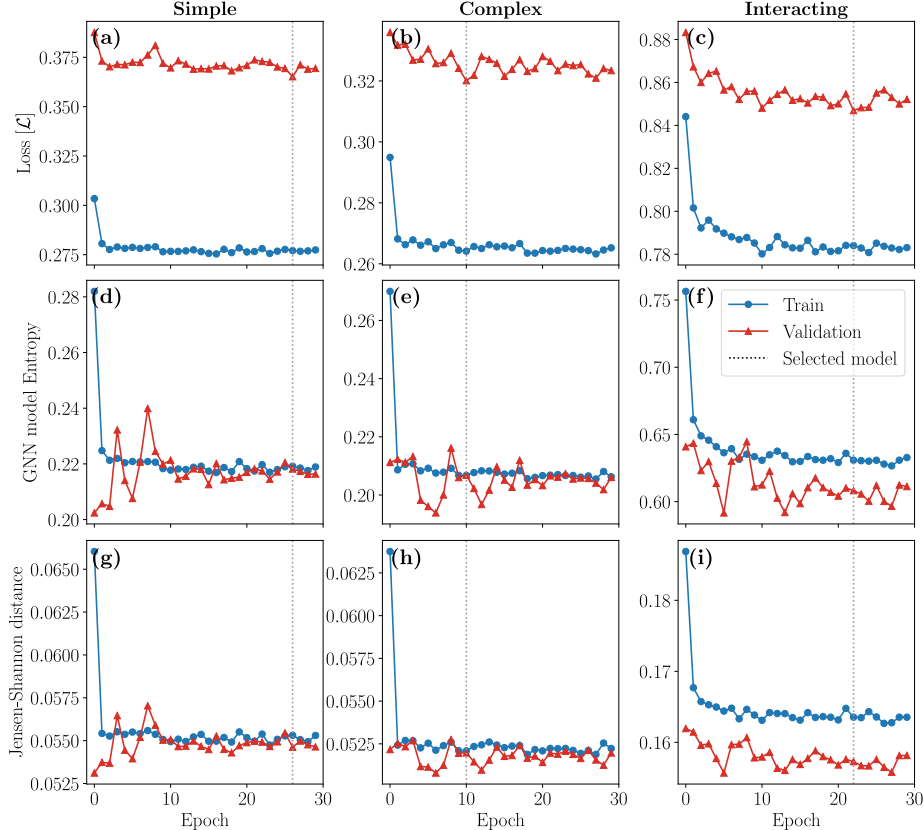 Simple
Complex
Interacting
(a)
(b)
(c)
Loss [ℒ]
0.375
0.350
0.325
0.300
0.275
0.32
0.30
0.28
0.26
0.88
0.86
0.84
0.82
0.80
0.78
(d)
(e)
(f)
GNN model Entropy
0.28
0.26
0.24
0.22
0.20
0.26
0.24
0.22
0.20
0.75
0.70
0.65
0.60
Train
Validation
Selected model
(g)
(h)
(i)
Jensen-Shannon distance
0.0650
0.0625
0.0600
0.0575
0.0550
0.0525
0.0625
0.0600
0.0575
0.0550
0.0525
0.18
0.17
0.16
0 10 20 30
0 10 20 30
0 10 20 30
Epoch
Epoch
Epoch